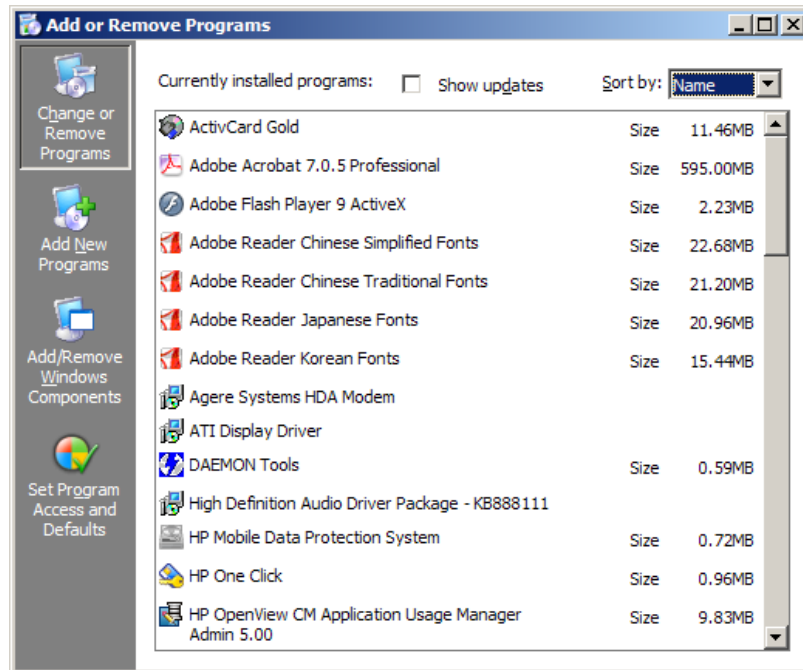 Add or Remove Programs
Change or
Remove
Programs
Add New
Programs
Add/Remove
Windows
Components
Set Program
Access and
Defaults
Currently installed programs: Show updates Sort by: Name
ActivCard Gold Size 11.46MB
Adobe Acrobat 7.0.5 Professional Size 595.00MB
Adobe Flash Player 9 ActiveX Size 2.23MB
Adobe Reader Chinese Simplified Fonts Size 22.68MB
Adobe Reader Chinese Traditional Fonts Size 21.20MB
Adobe Reader Japanese Fonts Size 20.96MB
Adobe Reader Korean Fonts Size 15.44MB
Agere Systems HDA Modem
ATI Display Driver
DAEMON Tools Size 0.59MB
High Definition Audio Driver Package - KB888111
HP Mobile Data Protection System Size 0.72MB
HP One Click Size 0.96MB
HP OpenView CM Application Usage Manager Size 9.83MB
Admin 5.00